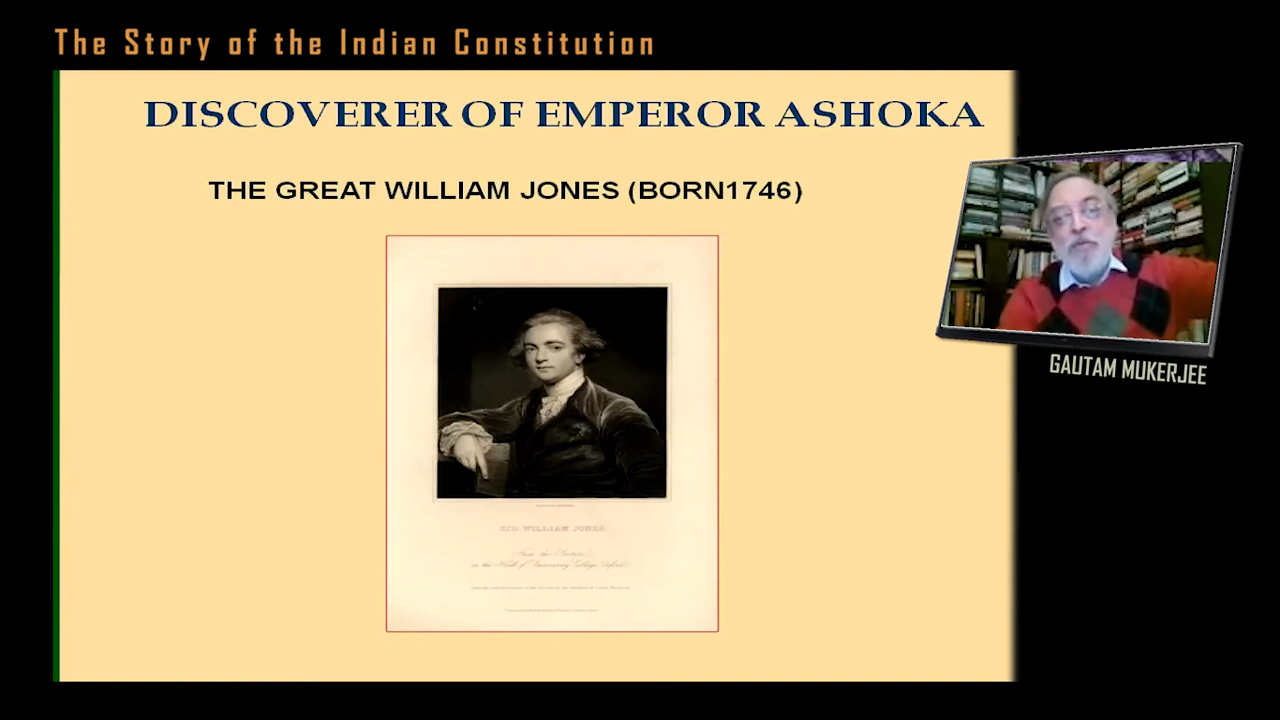 The Story of the Indian Constitution
DISCOVERER OF EMPEROR ASHOKA
THE GREAT WILLIAM JONES (BORN1746)
GAUTAM MUKERJEE
SIR WILLIAM JONES.